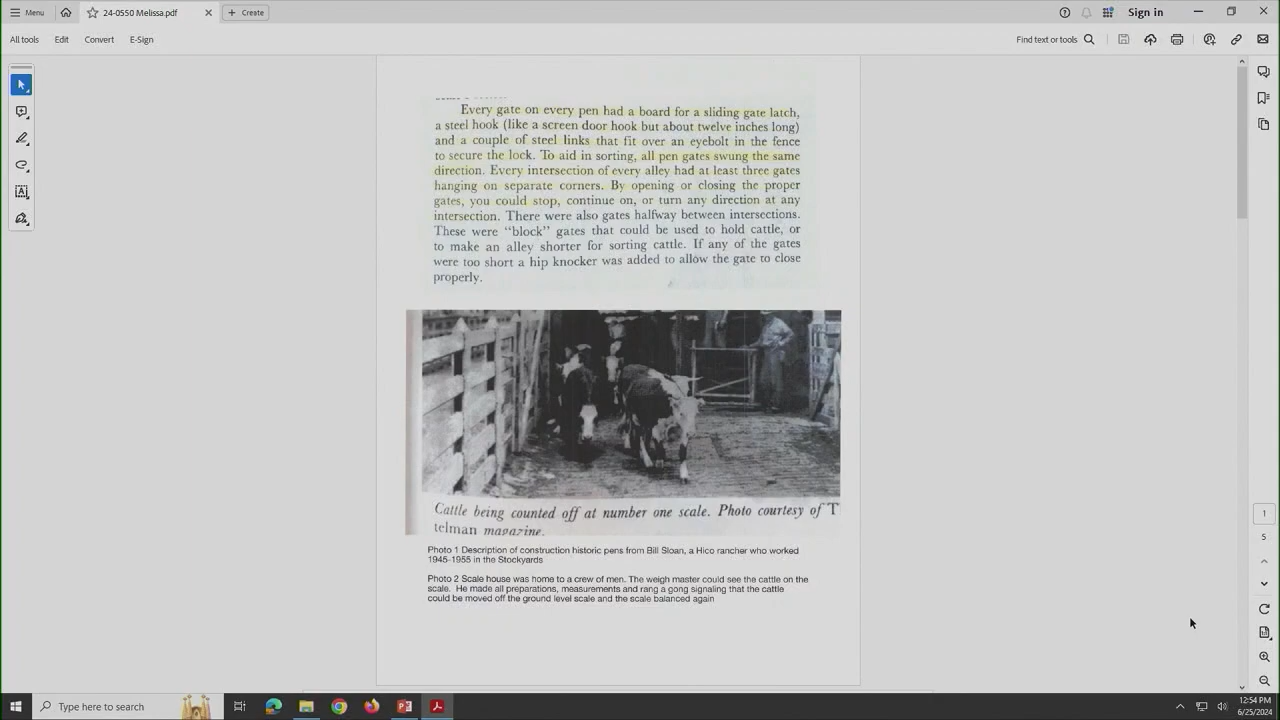 Menu
24-0550 Melissa.pdf
Create
Sign in
All tools
Edit
Convert
E-Sign
Find text or tools
Every gate on every pen had a board for a sliding gate latch,
a steel hook (like a screen door hook but about twelve inches long)
and a couple of steel links that fit over an eyebolt in the fence
to secure the lock. To aid in sorting, all pen gates swung the same
direction. Every intersection of every alley had at least three gates
hanging on separate corners. By opening or closing the proper
gates, you could stop, continue on, or turn any direction at any
intersection. There were also gates halfway between intersections.
These were "block" gates that could be used to hold cattle, or
to make an alley shorter for sorting cattle. If any of the gates
were too short a hip knocker was added to allow the gate to close
properly.
Cattle being counted off at number one scale. Photo courtesy of T
telman magazine.
Photo 1 Description of construction historic pens from Bill Sloan, a Hico rancher who worked
1945-1955 in the Stockyards
Photo 2 Scale house was home to a crew of men. The weigh master could see the cattle on the
scale. He made all preparations, measurements and rang a gong signaling that the cattle
could be moved off the ground level scale and the scale balanced again
1
5
Type here to search
12:54 PM
6/25/2024